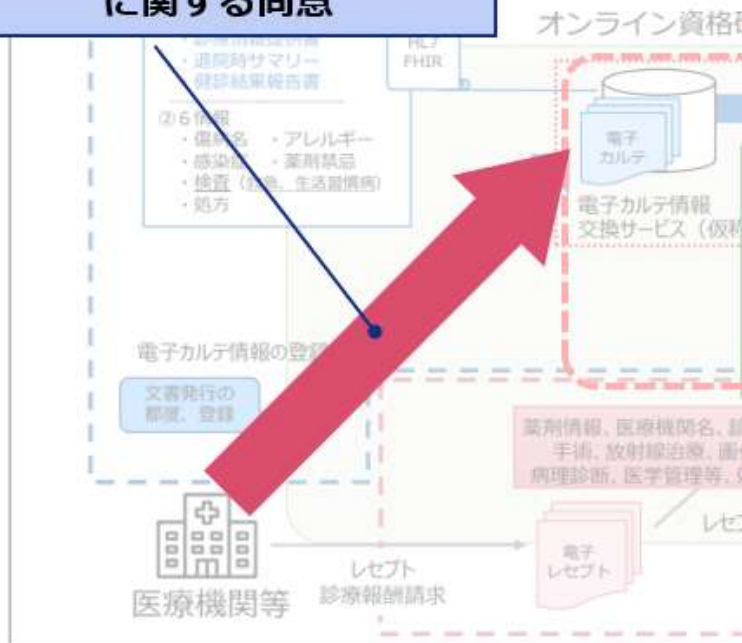 に関する同意
オンライン資格
・診療情報提供書
・退院時サマリー
・健診結果報告書
HL7
FHIR
②6情報
・傷病名 ・アレルギー
・感染症 ・薬剤禁忌
・検査（救急、生活習慣病）
・処方
電子
カルテ
電子カルテ情報
交換サービス（仮称
電子カルテ情報の登録
文書発行の
都度、登録
薬剤情報、医療機関名、診
手術、放射線治療、画
病理診断、医学管理等、
レセ
電子
レセプト
レセプト
診療報酬請求
医療機関等